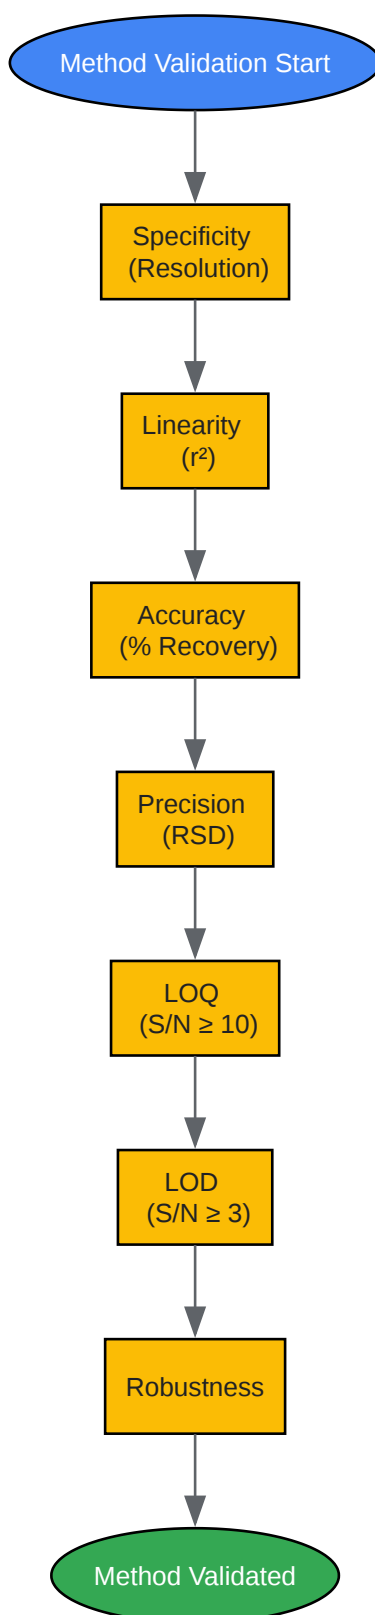 Method Validation Start
Specificity
(Resolution)
Linearity
(r²)
Accuracy
(% Recovery)
Precision
(RSD)
LOQ
(S/N ≥ 10)
LOD
(S/N ≥ 3)
Robustness
Method Validated